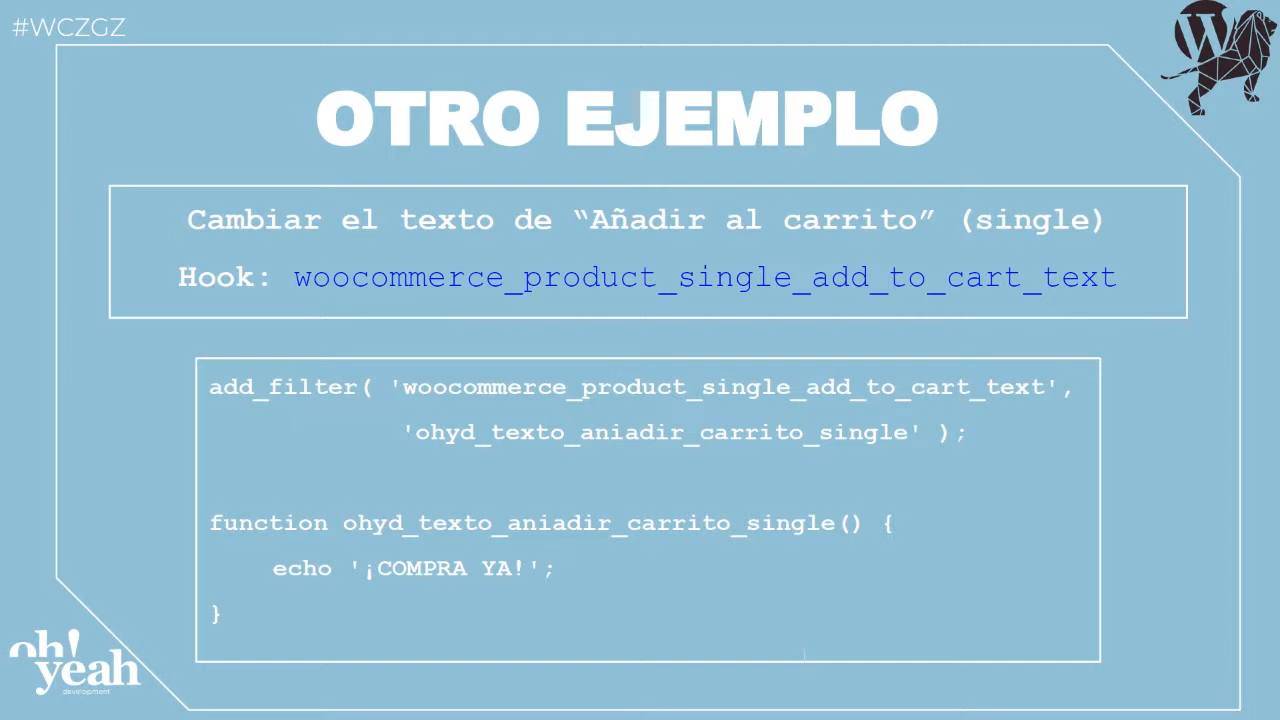 #WCZGZ
OTRO EJEMPLO
Cambiar el texto de “Añadir al carrito” (single)
Hook: woocommerce_product_single_add_to_cart_text
add_filter( 'woocommerce_product_single_add_to_cart_text',
'ohyd_texto_aniadir_carrito_single' );
function ohyd_texto_aniadir_carrito_single() {
echo '¡COMPRA YA!';
}
oh!
yeah
development